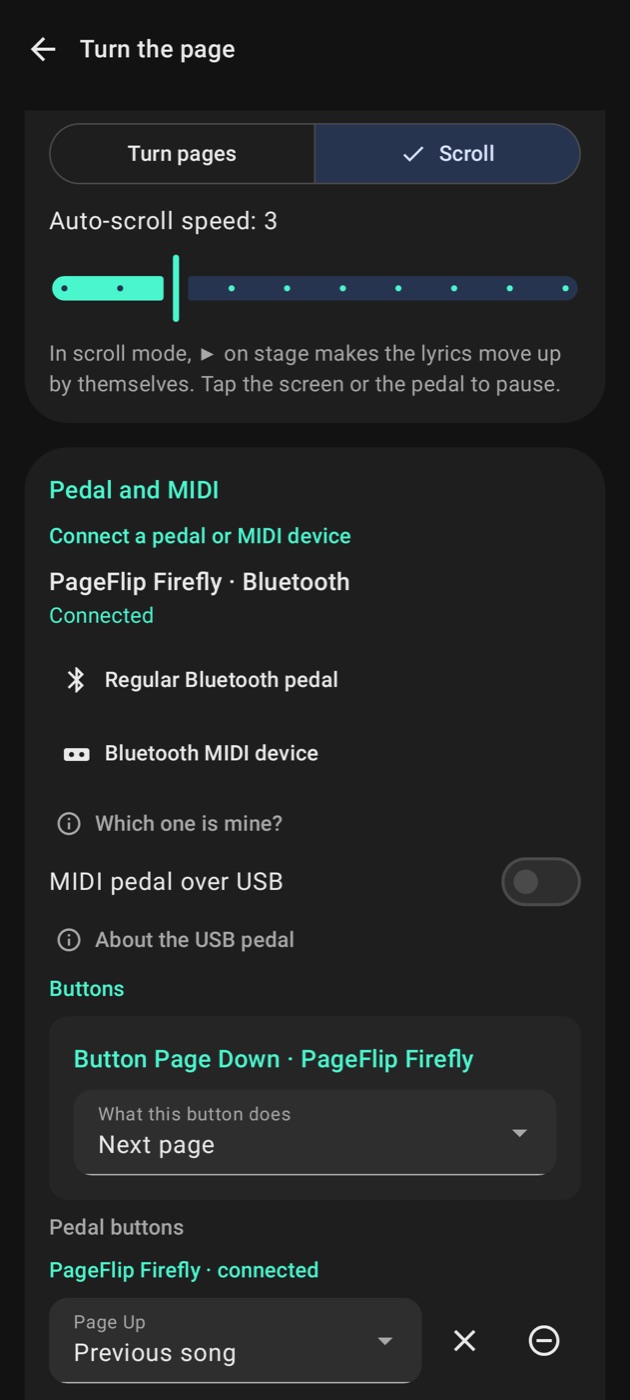 Turn the page
Turn pages
Scroll
Auto-scroll speed: 3
In scroll mode, ► on stage makes the lyrics move up
by themselves. Tap the screen or the pedal to pause.
Pedal and MIDI
Connect a pedal or MIDI device
PageFlip Firefly · Bluetooth
Connected
Regular Bluetooth pedal
Bluetooth MIDI device
Which one is mine?
MIDI pedal over USB
About the USB pedal
Buttons
Button Page Down · PageFlip Firefly
What this button does
Next page
Pedal buttons
PageFlip Firefly · connected
Page Up
Previous song